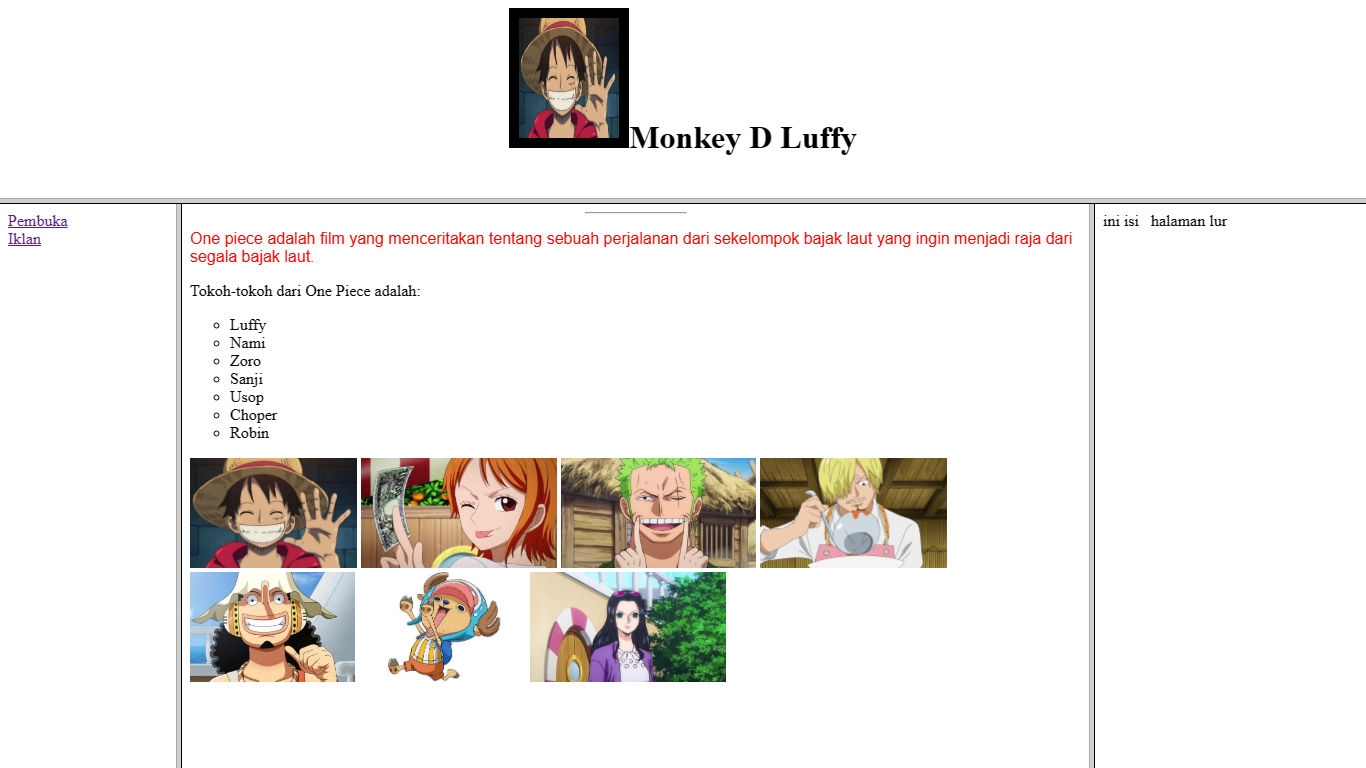 Monkey D Luffy
Pembuka
Iklan
One piece adalah film yang menceritakan tentang sebuah perjalanan dari sekelompok bajak laut yang ingin menjadi raja dari
segala bajak laut.
Tokoh-tokoh dari One Piece adalah:
Luffy
Nami
Zoro
Sanji
Usop
Choper
Robin
ini isi   halaman lur